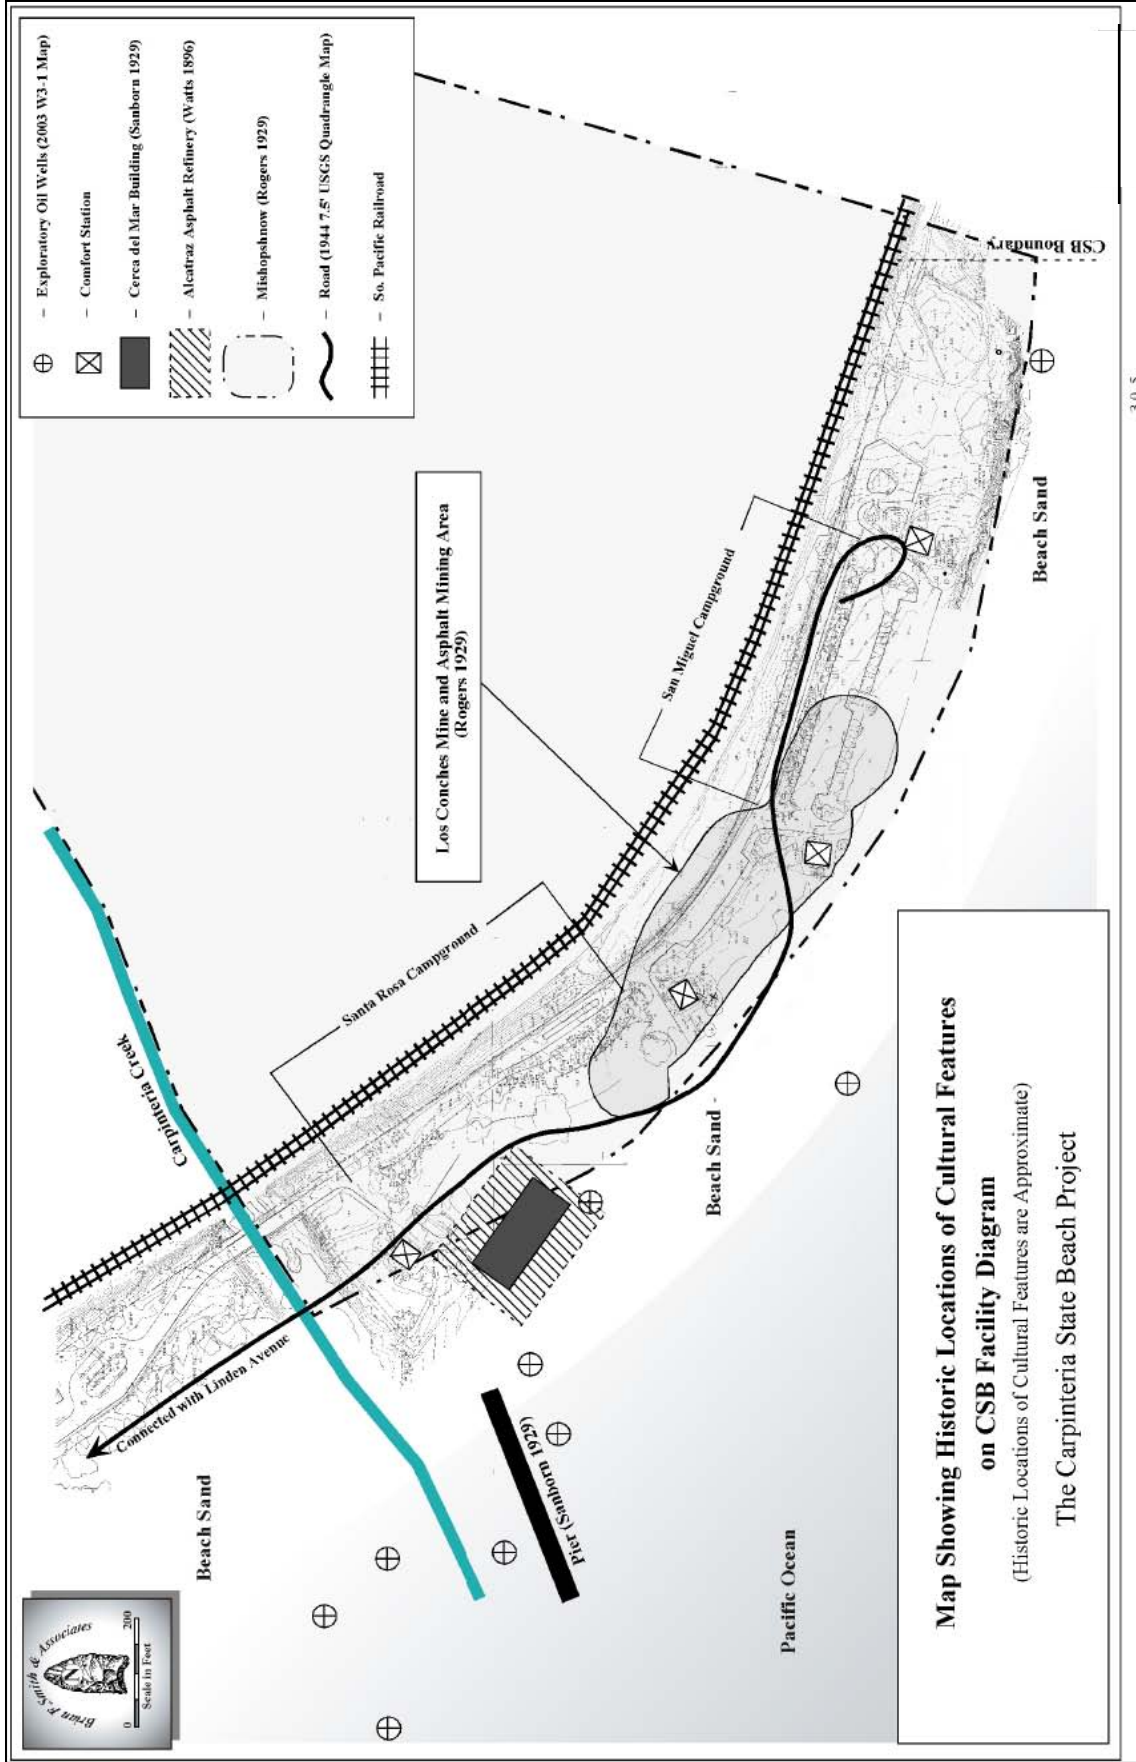 – Exploratory Oil Wells (2003 W3-1 Map)
– Comfort Station
– Cerca del Mar Building (Sanborn 1929)
– Alcatraz Asphalt Refinery (Watts 1896)
– Mishopshnow (Rogers 1929)
– Road (1944 7.5' USGS Quadrangle Map)
– So. Pacific Railroad
CSB Boundary
Los Conches Mine and Asphalt Mining Area
(Rogers 1929)
San Miguel Campground
Santa Rosa Campground
Carpinteria Creek
Connected with Linden Avenue
Beach Sand
Beach Sand -
Beach Sand
Pier (Sanborn 1929)
Pacific Ocean
Brian F. Smith & Associates
N
0 200
Scale in Feet
Map Showing Historic Locations of Cultural Features
on CSB Facility Diagram
(Historic Locations of Cultural Features are Approximate)
The Carpinteria State Beach Project